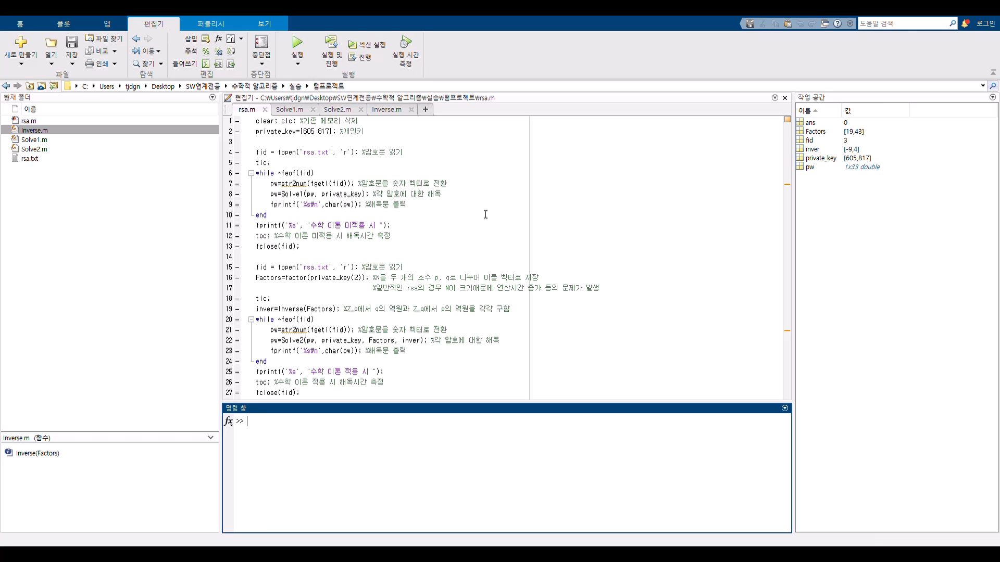 홈 플롯 앱 편집기 퍼블리시 보기 도움말 검색 로그인
새로 만들기 열기 저장 파일 찾기 비교 인쇄 이동 찾기 삽입 fx 주석 들여쓰기 중단점 실행 실행 및 진행 섹션 실행 진행 실행 시간 측정
파일 탐색 편집 중단점 실행
C: Users tjdgn Desktop SW연계전공 수학적 알고리즘 실습 텀프로젝트
현재 폴더
이름
rsa.m
Inverse.m
Solve1.m
Solve2.m
rsa.txt
Inverse.m (함수)
Inverse(Factors)
편집기 - C:₩Users₩tjdgn₩Desktop₩SW연계전공₩수학적 알고리즘₩실습₩텀프로젝트₩rsa.m
rsa.m Solve1.m Solve2.m Inverse.m +
1 clear; clc; %기존 메모리 삭제
2 private_key=[605 817]; %개인키
3
4 fid = fopen("rsa.txt", 'r'); %암호문 읽기
5 tic;
6 while ~feof(fid)
7 pw=str2num(fgetl(fid)); %암호문을 숫자 벡터로 전환
8 pw=Solve1(pw, private_key); %각 암호에 대한 해독
9 fprintf('%s₩n',char(pw)); %해독문 출력
10 end
11 fprintf('%s', "수학 이론 미적용 시 ");
12 toc; %수학 이론 미적용 시 해독시간 측정
13 fclose(fid);
14
15 fid = fopen("rsa.txt", 'r'); %암호문 읽기
16 Factors=factor(private_key(2)); %N을 두 개의 소수 p, q로 나누어 이를 벡터로 저장
17 %일반적인 rsa의 경우 N이 크기때문에 연산시간 증가 등의 문제가 발생
18 tic;
19 inver=Inverse(Factors); %Z_p에서 q의 역원과 Z_q에서 p의 역원을 각각 구함
20 while ~feof(fid)
21 pw=str2num(fgetl(fid)); %암호문을 숫자 벡터로 전환
22 pw=Solve2(pw, private_key, Factors, inver); %각 암호에 대한 해독
23 fprintf('%s₩n',char(pw)); %해독문 출력
24 end
25 fprintf('%s', "수학 이론 적용 시 ");
26 toc; %수학 이론 적용 시 해독시간 측정
27 fclose(fid);
명령 창
fx >>
작업 공간
이름 값
ans 0
Factors [19,43]
fid 3
inver [-9,4]
private_key [605,817]
pw 1x33 double